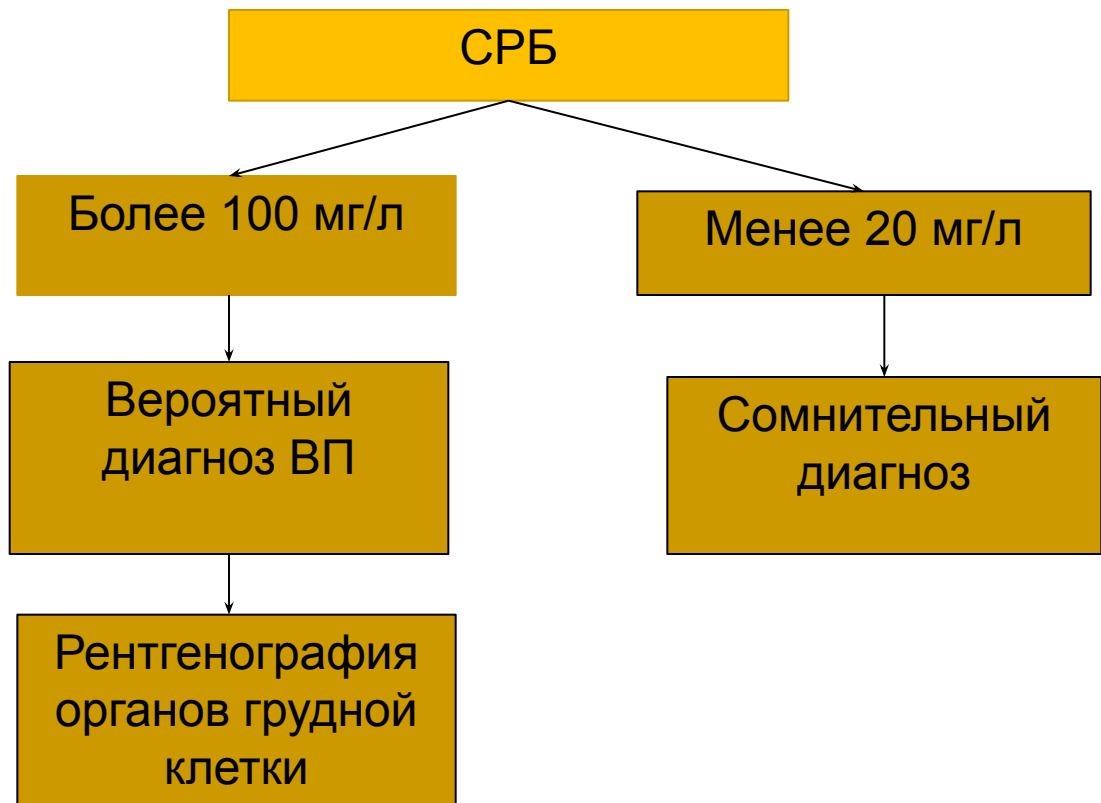 СРБ
Более 100 мг/л
Менее 20 мг/л
Вероятный
диагноз ВП
Сомнительный
диагноз
Рентгенография
органов грудной
клетки